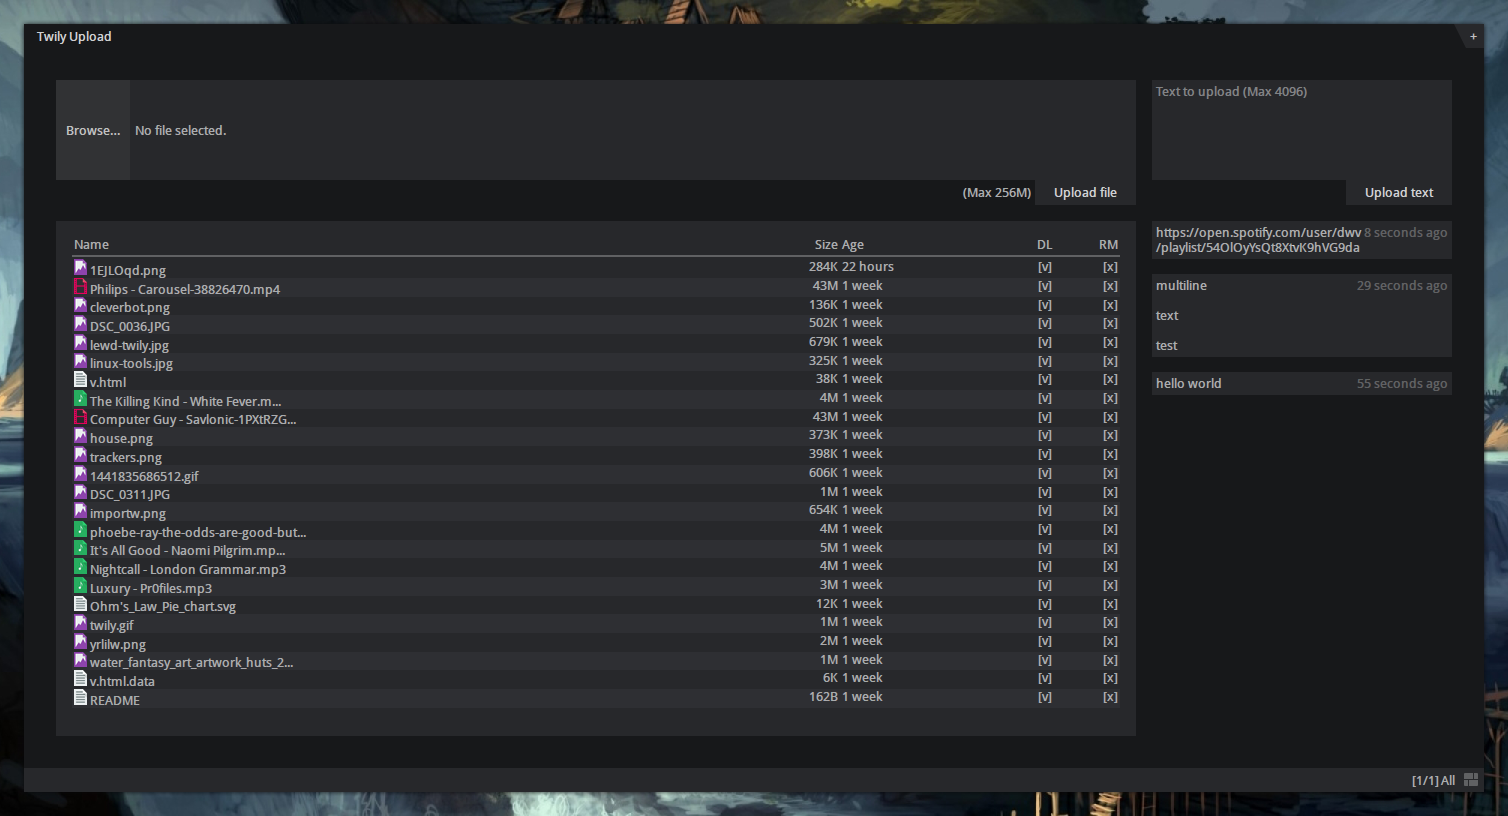 Twily Upload
+
Browse... No file selected.
(Max 256M) Upload file
Text to upload (Max 4096)
Upload text
Name Size Age DL RM
1EJLOqd.png 284K 22 hours [v] [x]
Philips - Carousel-38826470.mp4 43M 1 week [v] [x]
cleverbot.png 136K 1 week [v] [x]
DSC_0036.JPG 502K 1 week [v] [x]
lewd-twily.jpg 679K 1 week [v] [x]
linux-tools.jpg 325K 1 week [v] [x]
v.html 38K 1 week [v] [x]
The Killing Kind - White Fever.m... 4M 1 week [v] [x]
Computer Guy - Savlonic-1PXtRZG... 43M 1 week [v] [x]
house.png 373K 1 week [v] [x]
trackers.png 398K 1 week [v] [x]
1441835686512.gif 606K 1 week [v] [x]
DSC_0311.JPG 1M 1 week [v] [x]
importw.png 654K 1 week [v] [x]
phoebe-ray-the-odds-are-good-but... 4M 1 week [v] [x]
It's All Good - Naomi Pilgrim.mp... 5M 1 week [v] [x]
Nightcall - London Grammar.mp3 4M 1 week [v] [x]
Luxury - Pr0files.mp3 3M 1 week [v] [x]
Ohm's_Law_Pie_chart.svg 12K 1 week [v] [x]
twily.gif 1M 1 week [v] [x]
yrlilw.png 2M 1 week [v] [x]
water_fantasy_art_artwork_huts_2... 1M 1 week [v] [x]
v.html.data 6K 1 week [v] [x]
README 162B 1 week [v] [x]
https://open.spotify.com/user/dwv 8 seconds ago
/playlist/54OlOyYsQt8XtvK9hVG9da
multiline 29 seconds ago
text
test
hello world 55 seconds ago
[1/1] All